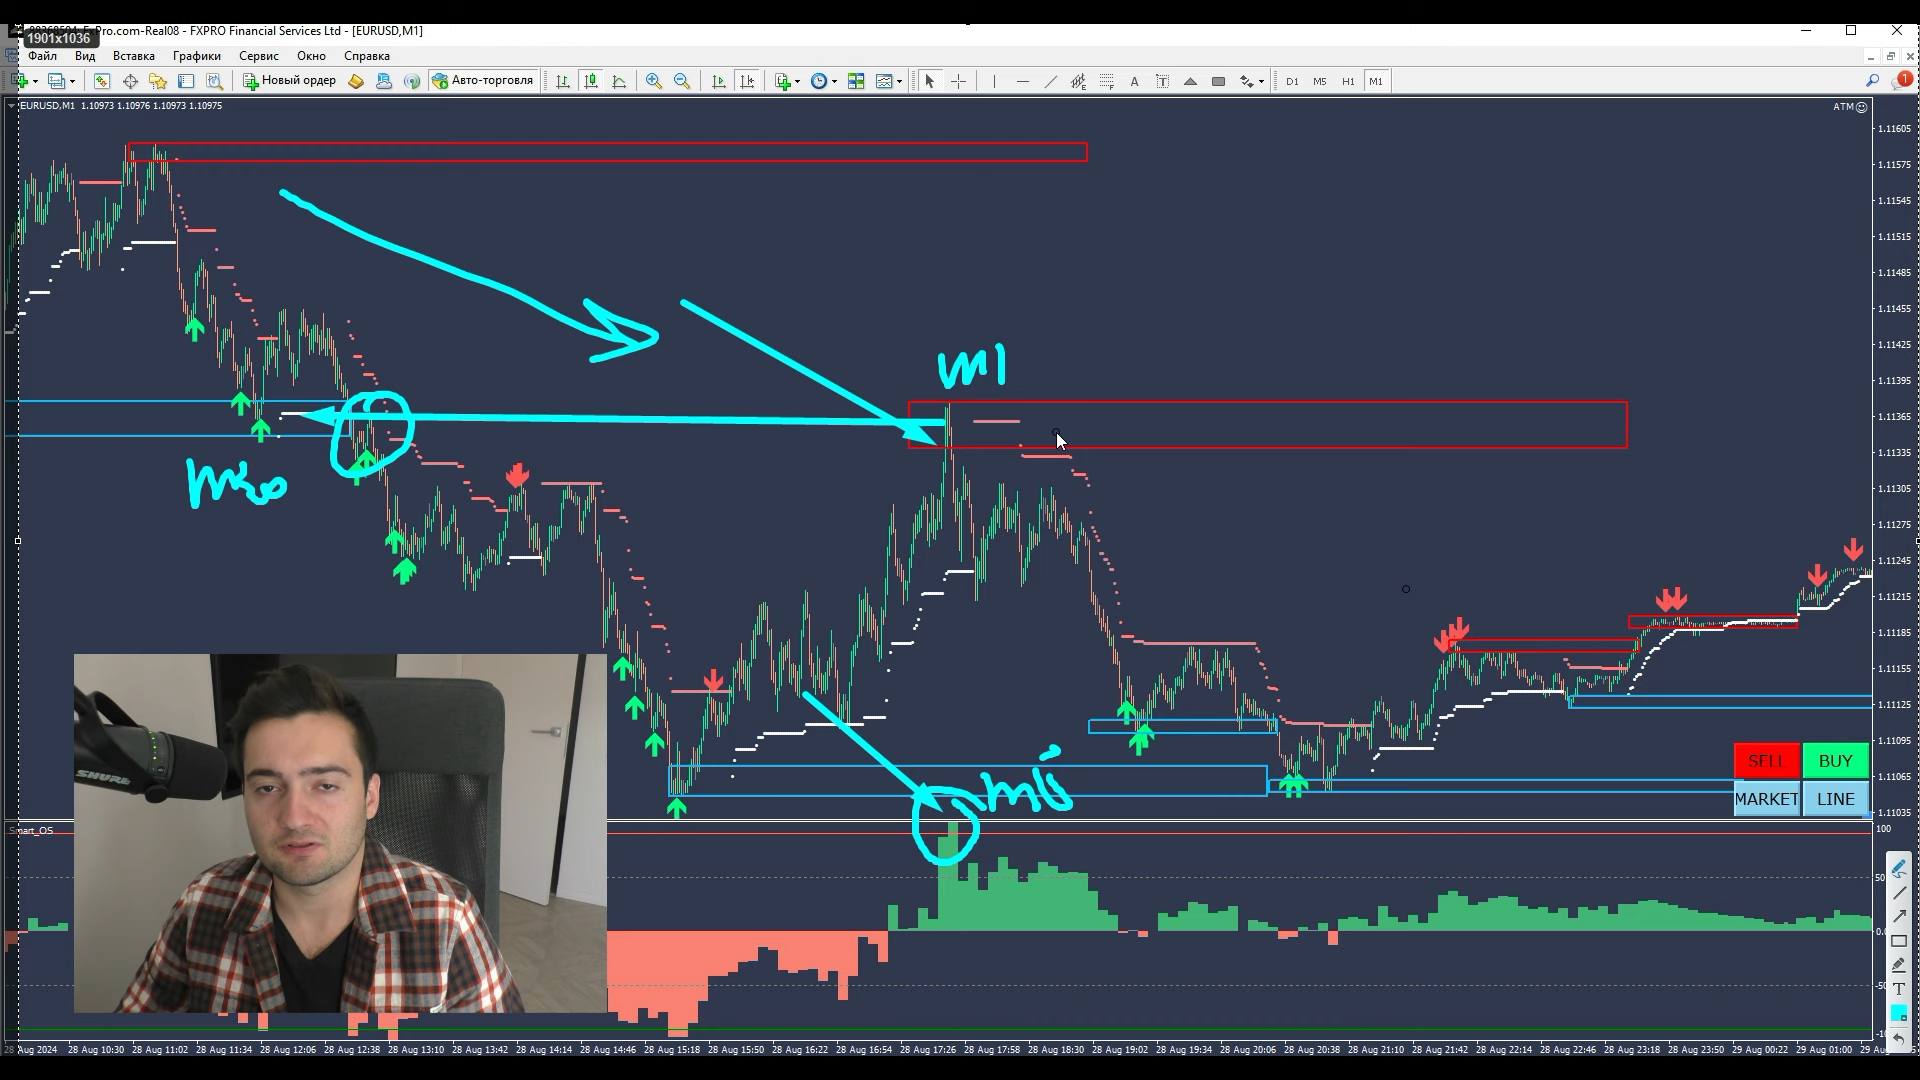 1901x1036
Pro.com-Real08 - FXPRO Financial Services Ltd - [EURUSD,M1]
Файл Вид Вставка Графики Сервис Окно Справка
Новый ордер Авто-торговля A T D1 M5 H1 M1 1
EURUSD,M1 1.10973 1.10976 1.10973 1.10975
ATM
1.11605
1.11575
1.11545
1.11515
1.11485
1.11455
1.11425
1.11395
1.11365
1.11335
1.11305
1.11275
1.11245
1.11215
1.11185
1.11155
1.11125
1.11095
1.11065
1.11035
M1
M30
SELL BUY
MARKET LINE
SHURE
Smart_OS
100
50
0.0
-50
T
28 Aug 2024 28 Aug 10:30 28 Aug 11:02 28 Aug 11:34 28 Aug 12:06 28 Aug 12:38 28 Aug 13:10 28 Aug 13:42 28 Aug 14:14 28 Aug 14:46 28 Aug 15:18 28 Aug 15:50 28 Aug 16:22 28 Aug 16:54 28 Aug 17:26 28 Aug 17:58 28 Aug 18:30 28 Aug 19:02 28 Aug 19:34 28 Aug 20:06 28 Aug 20:38 28 Aug 21:10 28 Aug 21:42 28 Aug 22:14 28 Aug 22:46 28 Aug 23:18 28 Aug 23:50 29 Aug 00:22 29 Aug 01:00 29 Aug